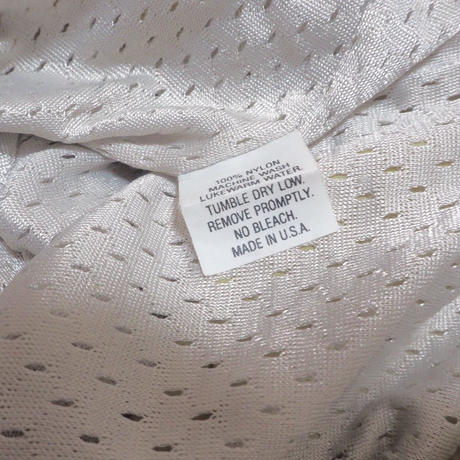 100% NYLON
MACHINE WASH
LUKEWARM WATER.
TUMBLE DRY LOW.
REMOVE PROMPTLY.
NO BLEACH.
MADE IN U.S.A.